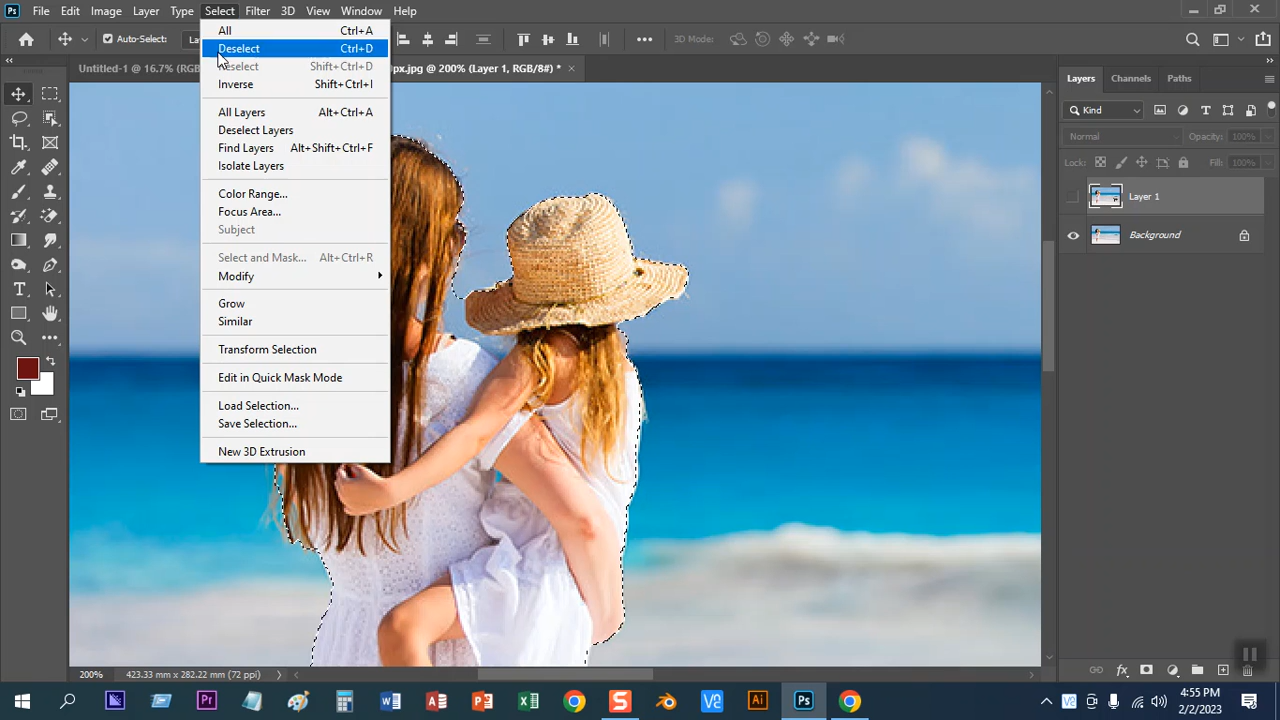 Ps File Edit Image Layer Type Select Filter 3D View Window Help
Auto-Select: 3D Mode:
Untitled-1 @ 16.7% (RG px.jpg @ 200% (Layer 1, RGB/8#) *
All Ctrl+A
Deselect Ctrl+D
Reselect Shift+Ctrl+D
Inverse Shift+Ctrl+I
All Layers Alt+Ctrl+A
Deselect Layers
Find Layers Alt+Shift+Ctrl+F
Isolate Layers
Color Range...
Focus Area...
Subject
Select and Mask... Alt+Ctrl+R
Modify
Grow
Similar
Transform Selection
Edit in Quick Mask Mode
Load Selection...
Save Selection...
New 3D Extrusion
Layers Channels Paths
Kind
Normal Opacity: 100%
Lock: Fill: 100%
Layer 1
Background
200% 423.33 mm x 282.22 mm (72 ppi)
4:55 PM
2/2/2023